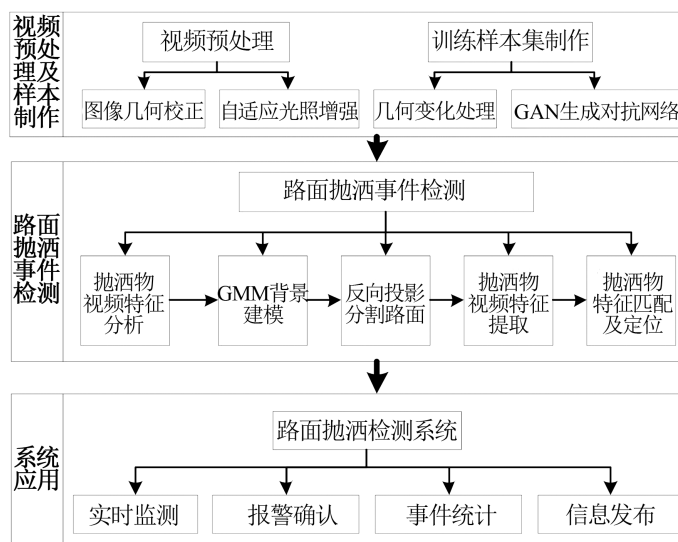 视频
预处
理及
样本
制作
视频预处理
训练样本集制作
图像几何校正
自适应光照增强
几何变化处理
GAN生成对抗网络
路面
抛洒
事件
检测
路面抛洒事件检测
抛洒物
视频特征
分析
GMM背景
建模
反向投影
分割路面
抛洒物
视频特征
提取
抛洒物
特征匹配
及定位
系统
应用
路面抛洒检测系统
实时监测
报警确认
事件统计
信息发布